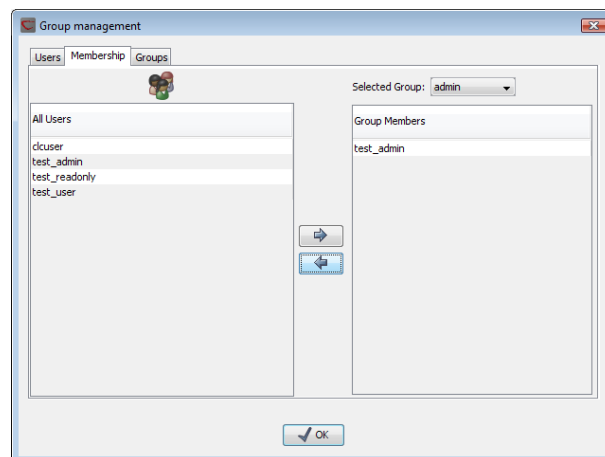 Group management
Users Membership Groups
Selected Group: admin
All Users
clcuser
test_admin
test_readonly
test_user
Group Members
test_admin
OK